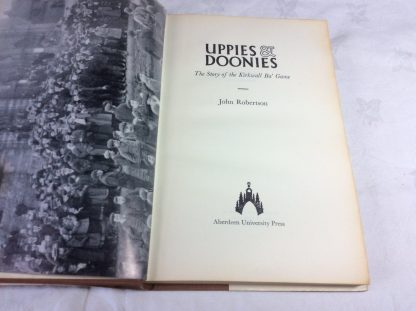 UPPIES &
DOONIES
The Story of the Kirkwall Ba' Game
John Robertson
Aberdeen University Press